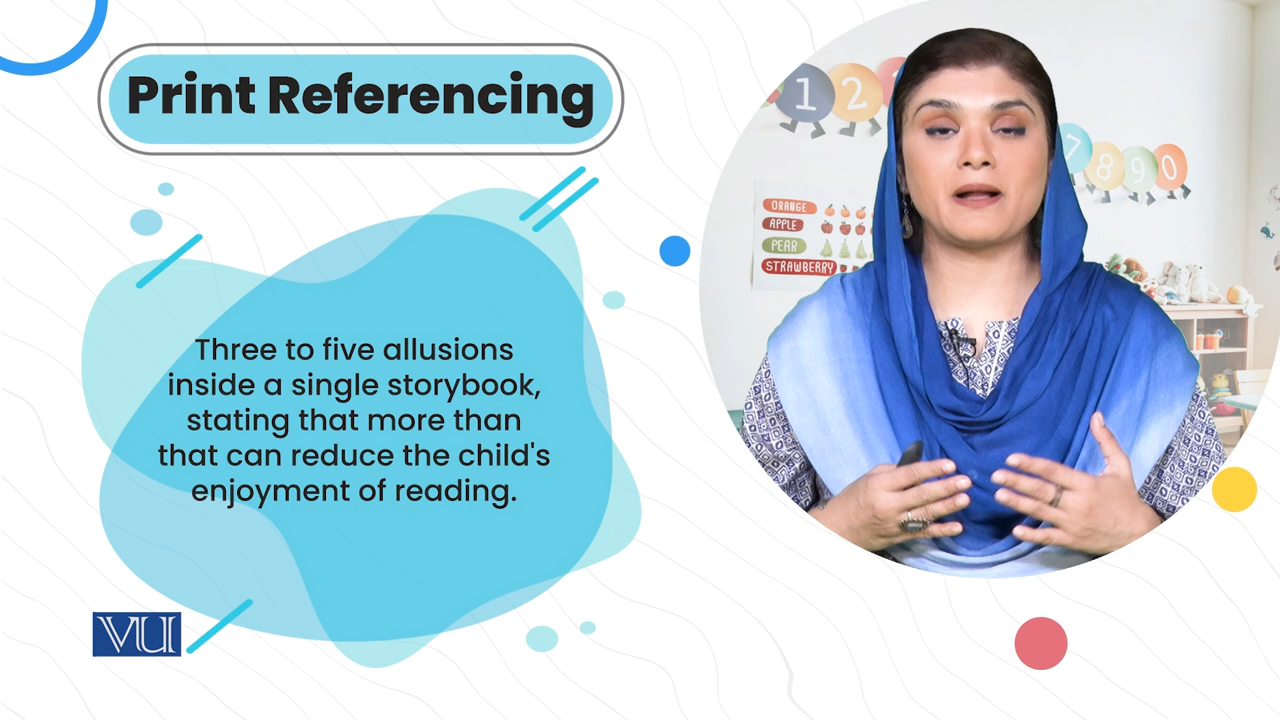 Print Referencing
Three to five allusions
inside a single storybook,
stating that more than
that can reduce the child's
enjoyment of reading.
VU
1 2
7 8 9 0
ORANGE
APPLE
PEAR
STRAWBERRY